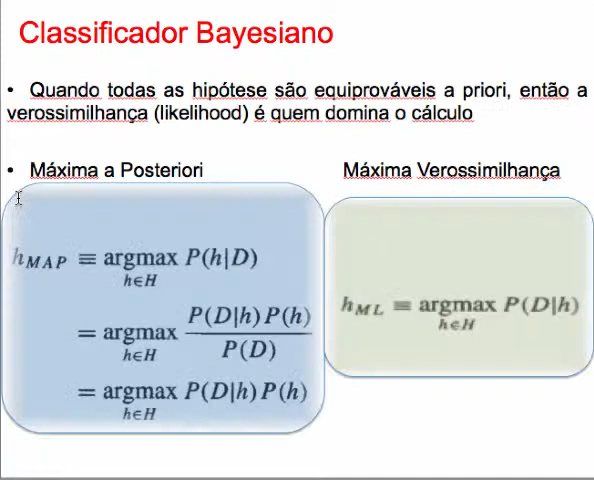 Classificador Bayesiano
• Quando todas as hipótese são equiprováveis a priori, então a
verossimilhança (likelihood) é quem domina o cálculo
• Máxima a Posteriori
Máxima Verossimilhança
h_MAP ≡ argmax P(h|D)
h∈H
= argmax P(D|h)P(h) / P(D)
h∈H
= argmax P(D|h)P(h)
h∈H
h_ML ≡ argmax P(D|h)
h∈H